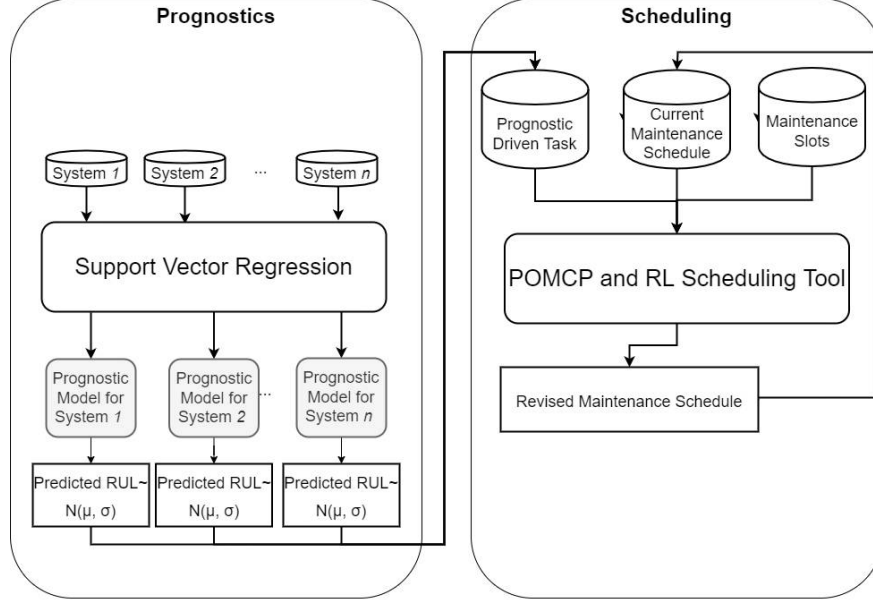 Prognostics
System 1
System 2
...
System n
Support Vector Regression
Prognostic
Model for
System 1
Prognostic
Model for
System 2
...
Prognostic
Model for
System n
Predicted RUL~
N(μ, σ)
Predicted RUL~
N(μ, σ)
Predicted RUL~
N(μ, σ)
Scheduling
Prognostic
Driven Task
Current
Maintenance
Schedule
Maintenance
Slots
POMCP and RL Scheduling Tool
Revised Maintenance Schedule